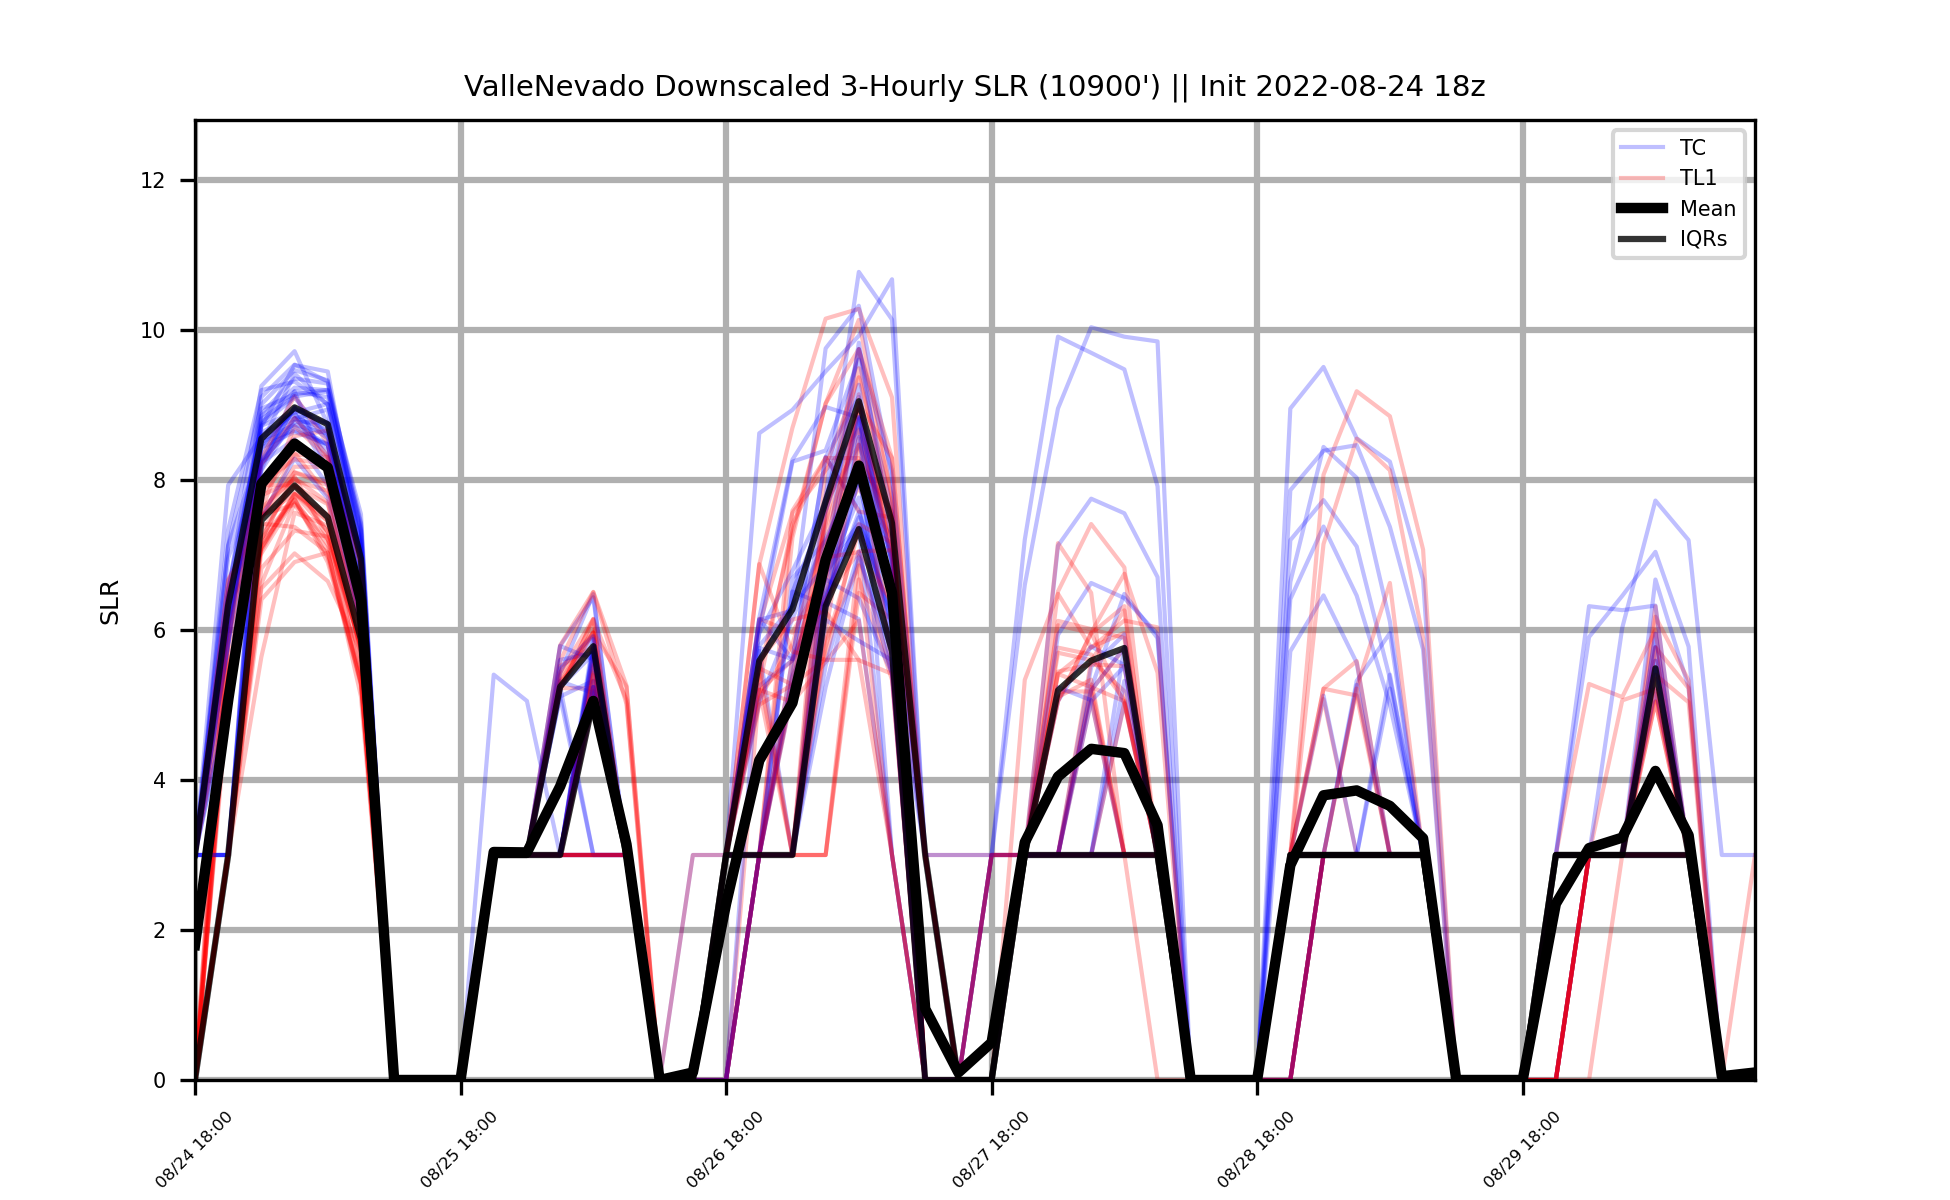 ValleNevado Downscaled 3-Hourly SLR (10900') || Init 2022-08-24 18z
TC
TL1
Mean
IQRs
SLR
12
10
8
6
4
2
0
08/24 18:00
08/25 18:00
08/26 18:00
08/27 18:00
08/28 18:00
08/29 18:00